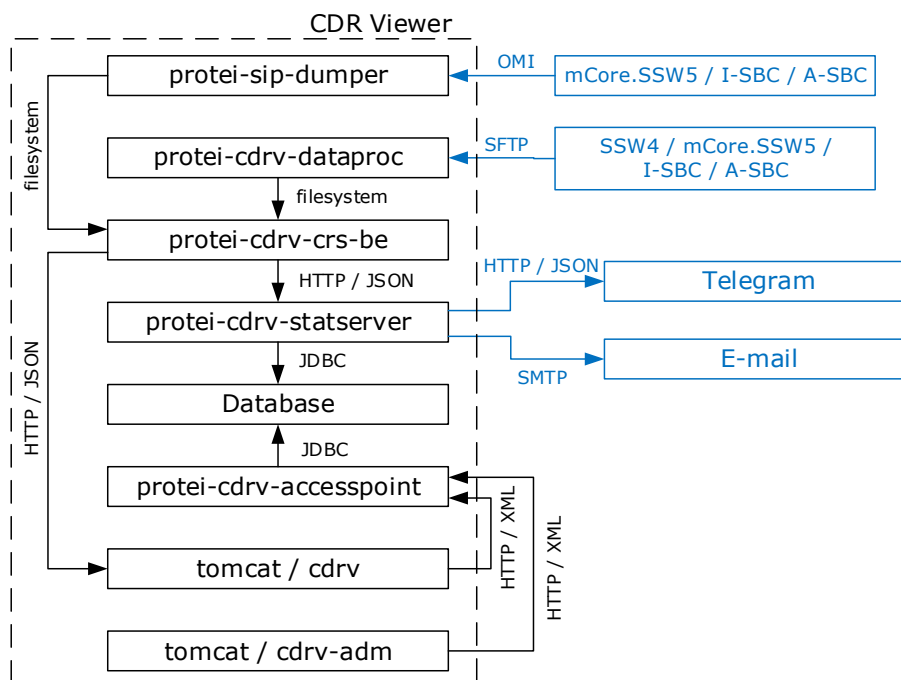 CDR Viewer
protei-sip-dumper
OMI
mCore.SSW5 / I-SBC / A-SBC
filesystem
protei-cdrv-dataproc
SFTP
SSW4 / mCore.SSW5 /
I-SBC / A-SBC
filesystem
protei-cdrv-crs-be
HTTP / JSON
HTTP / JSON
Telegram
protei-cdrv-statserver
HTTP / JSON
JDBC
SMTP
E-mail
Database
JDBC
protei-cdrv-accesspoint
HTTP / XML
HTTP / XML
tomcat / cdrv
tomcat / cdrv-adm